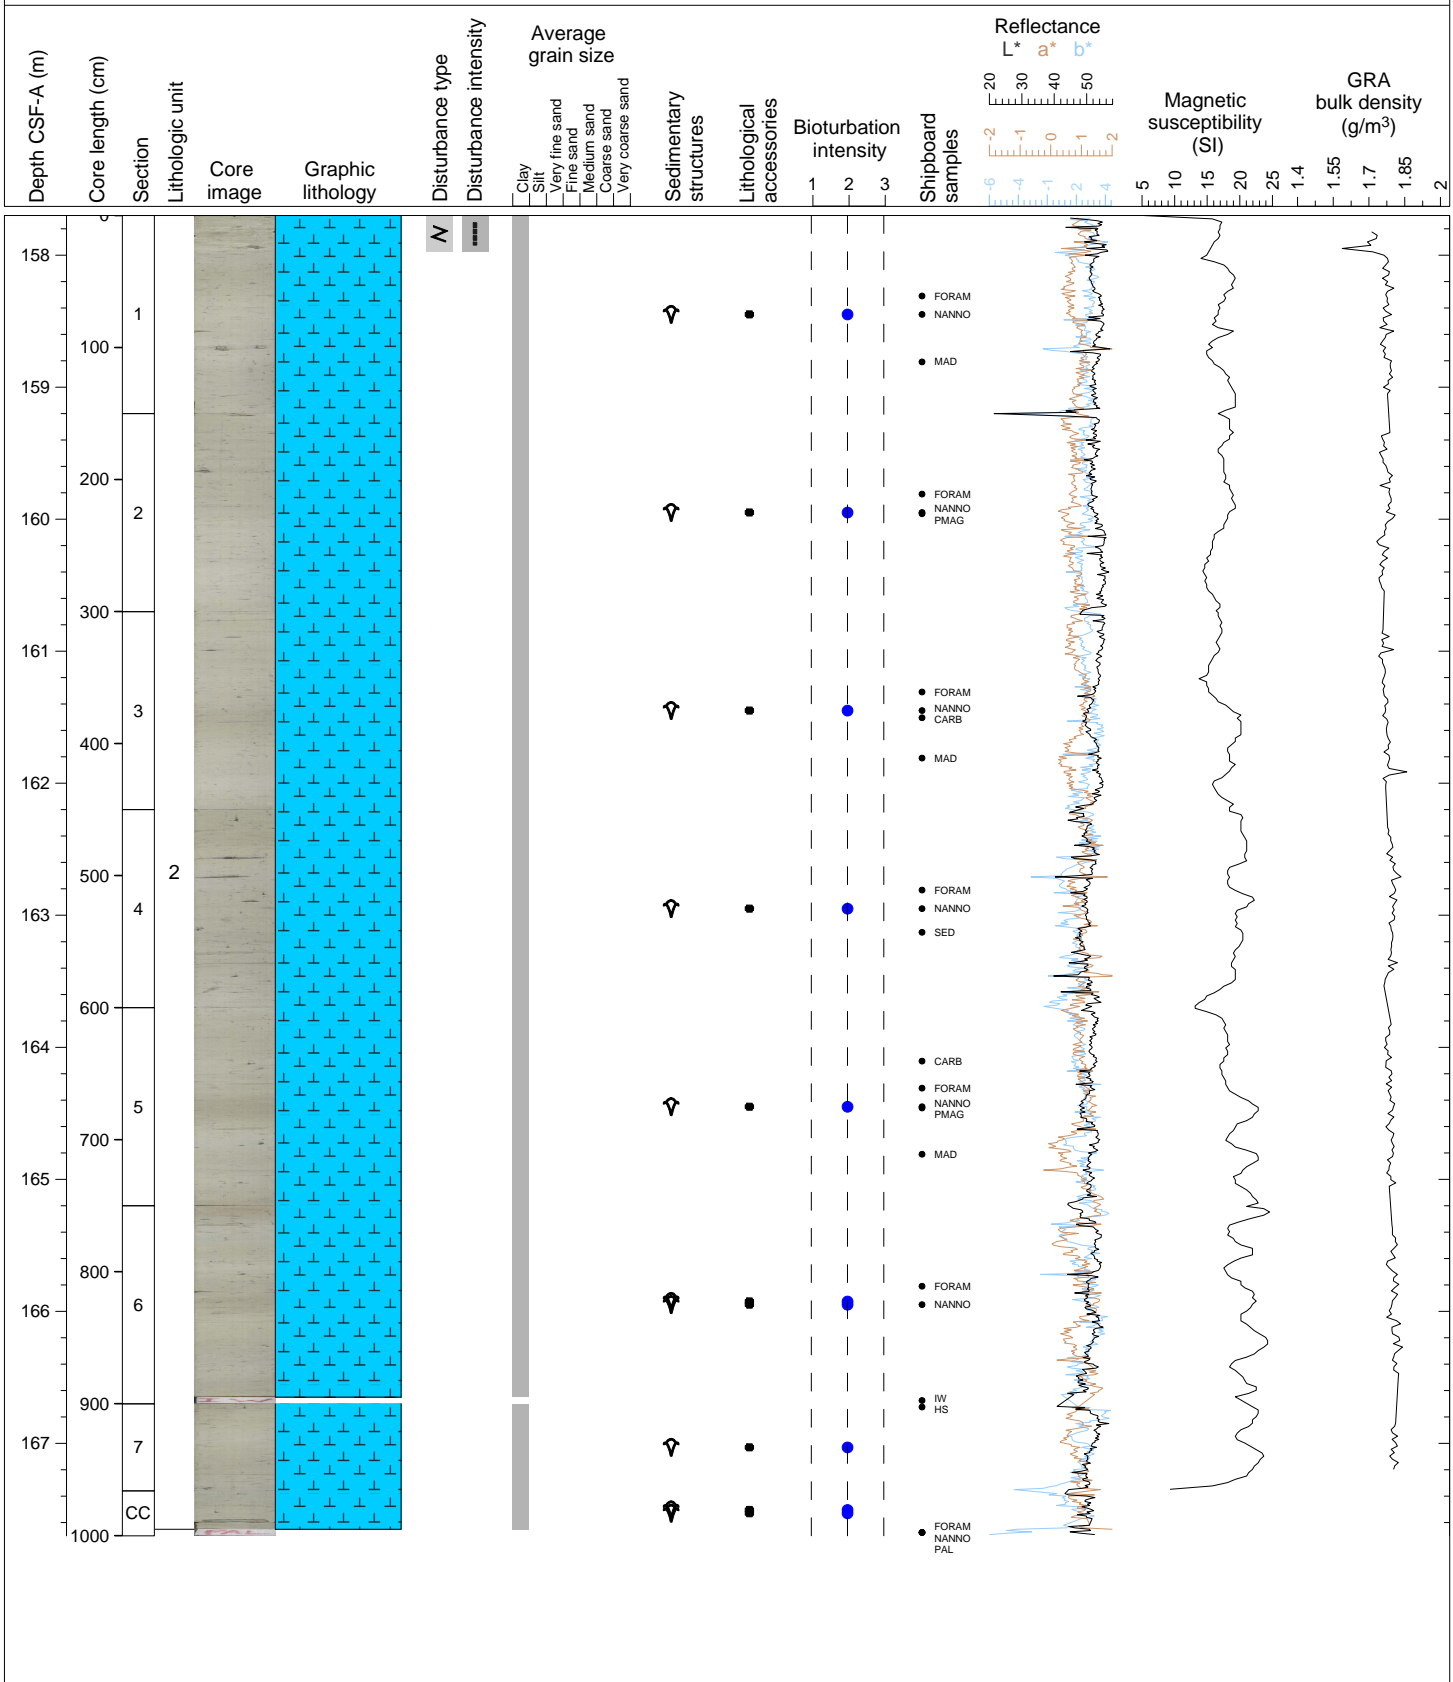 Depth CSF-A (m)
Core length (cm)
Section
Lithologic unit
Core
image
Graphic
lithology
Disturbance type
Disturbance intensity
Average
grain size
Clay
Silt
Very fine sand
Fine sand
Medium sand
Coarse sand
Very coarse sand
Sedimentary
structures
Lithological
accessories
Bioturbation
intensity
1 2 3
Shipboard
samples
Reflectance
L* a* b*
20 30 40 50
-2 -1 0 1 2
-6 -4 -1 2 4
Magnetic
susceptibility
(SI)
5 10 15 20 25
GRA
bulk density
(g/m³)
1.4 1.55 1.7 1.85 2
0
158
FORAM
1
NANNO
100
MAD
159
200
FORAM
2
NANNO
160
PMAG
300
161
FORAM
3
NANNO
CARB
400
MAD
162
2
500
FORAM
4
NANNO
163
SED
600
164
CARB
FORAM
5
NANNO
PMAG
700
MAD
165
800
FORAM
6
NANNO
166
IW
900
HS
7
167
CC
FORAM
1000
NANNO
PAL